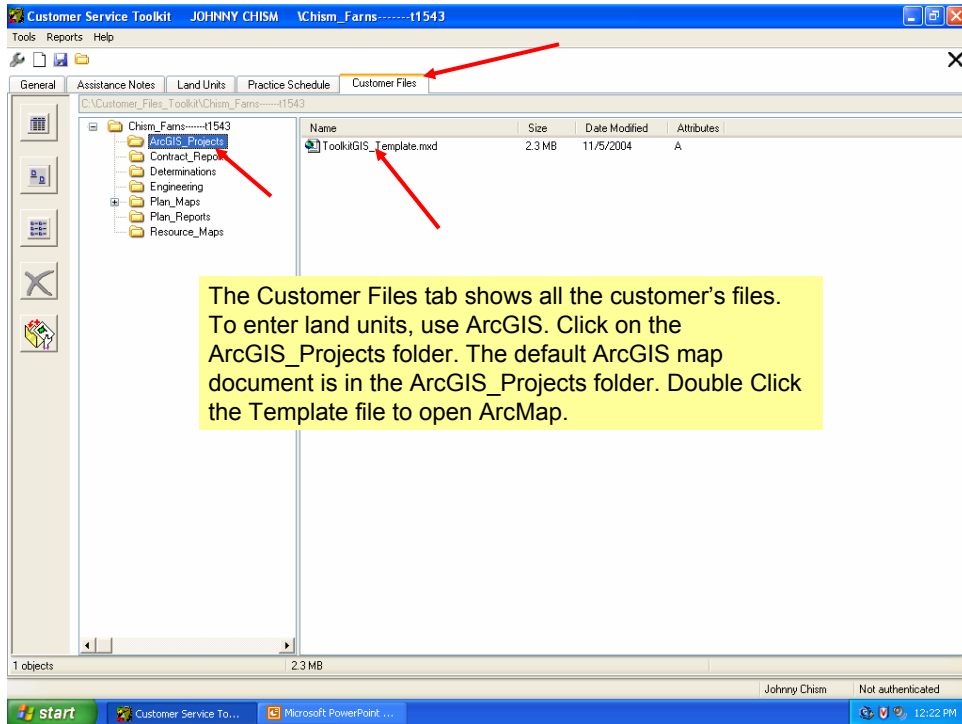 Customer Service Toolkit JOHNNY CHISM \Chism_Farns-------t1543
Tools Reports Help
General Assistance Notes Land Units Practice Schedule Customer Files
C:\Customer_Files_Toolkit\Chism_Farns-------t1543
Chism_Farns-------t1543
ArcGIS_Projects
Contract_Reports
Determinations
Engineering
Plan_Maps
Plan_Reports
Resource_Maps
Name Size Date Modified Attributes
ToolkitGIS_Template.mxd 2.3 MB 11/5/2004 A
The Customer Files tab shows all the customer’s files.
To enter land units, use ArcGIS. Click on the
ArcGIS_Projects folder. The default ArcGIS map
document is in the ArcGIS_Projects folder. Double Click
the Template file to open ArcMap.
1 objects 2.3 MB
Johnny Chism Not authenticated
start Customer Service To... Microsoft PowerPoint ... 12:22 PM